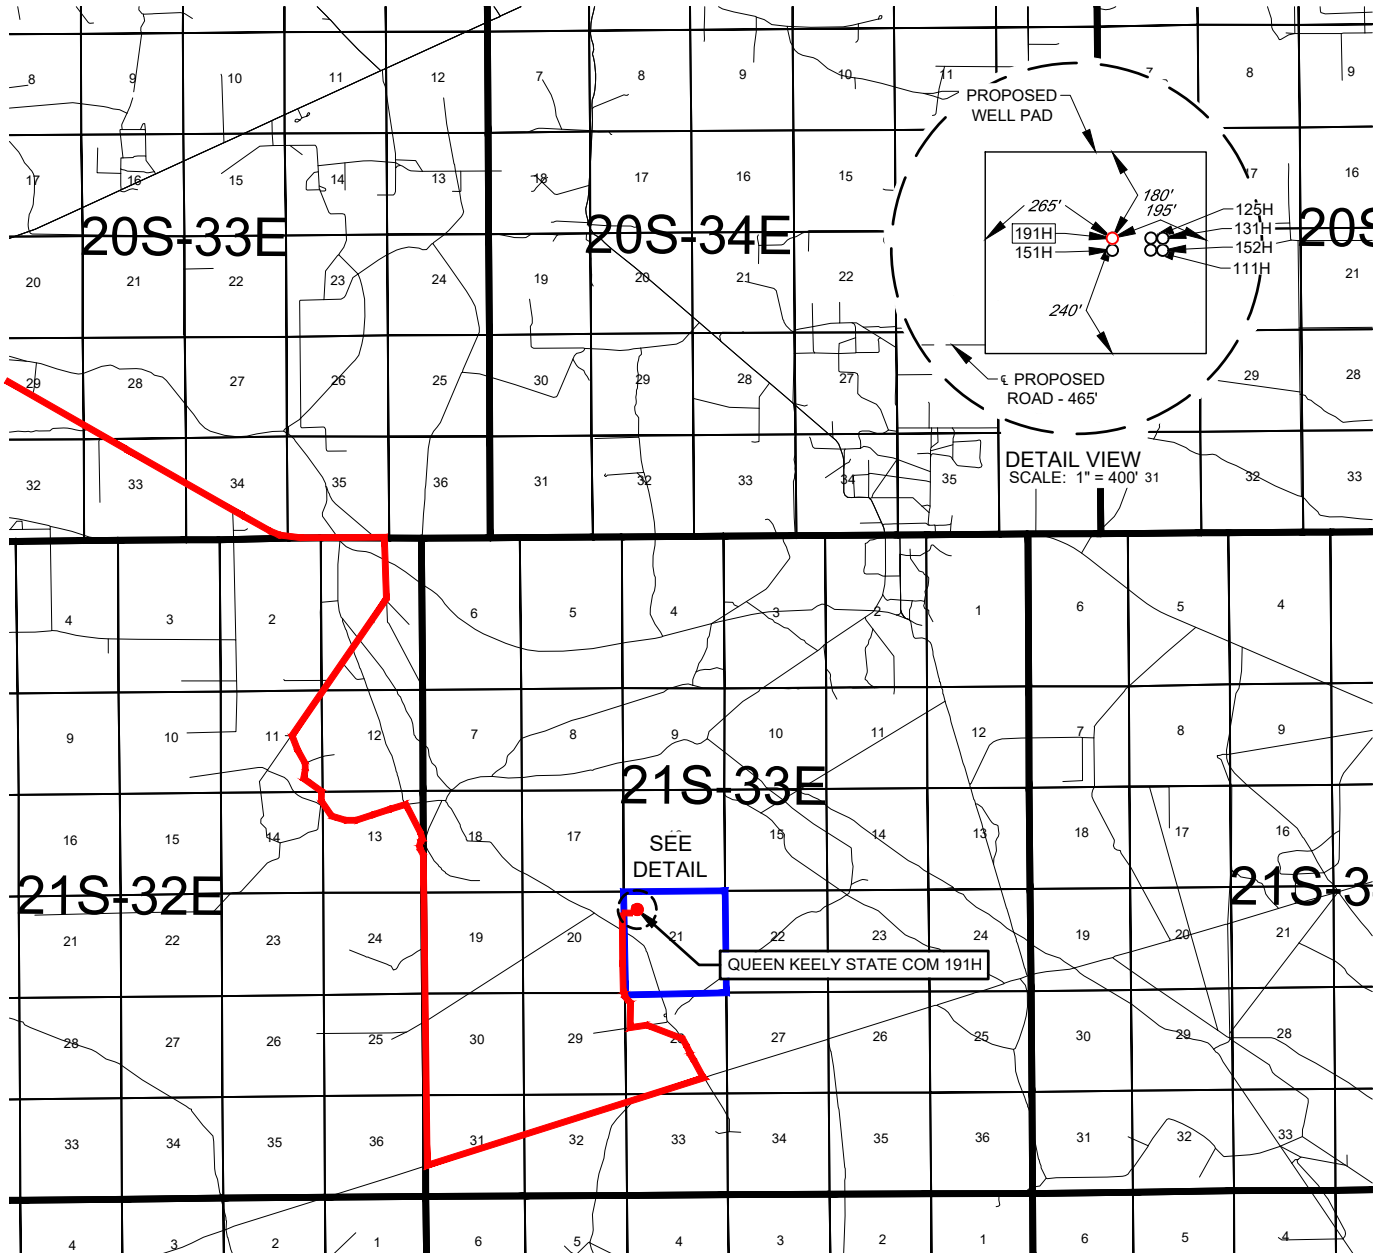 8 9 10 11 12 7 8 9 10 11 7 8 9
PROPOSED
WELL PAD
17 16 15 14 13 18 17 16 15 17 16
180'
195'
265'
125H
191H
131H
151H
152H
111H
20S-33E
20S-34E
20S
20 21 22 23 24 19 20 21 22 21
240'
29 28 27 26 25 30 29 28 27 29 28
℄ PROPOSED
ROAD - 465'
DETAIL VIEW
SCALE: 1" = 400'
32 33 34 35 36 31 32 33 34 35 31 32 33
4 3 2 6 5 4 3 2 1 6 5 4
9 10 11 12 7 8 9 10 11 12 7 8 9
21S-33E
16 15 14 13 18 17 15 14 13 18 17 16
SEE
DETAIL
21S-32E
21S-3
21 22 23 24 19 20 21 22 23 24 19 20 21
QUEEN KEELY STATE COM 191H
28 27 26 25 30 29 27 26 25 30 29 28
33 34 35 36 31 32 33 34 35 36 31 32 33
4 3 2 1 6 5 4 3 2 1 6 5 4